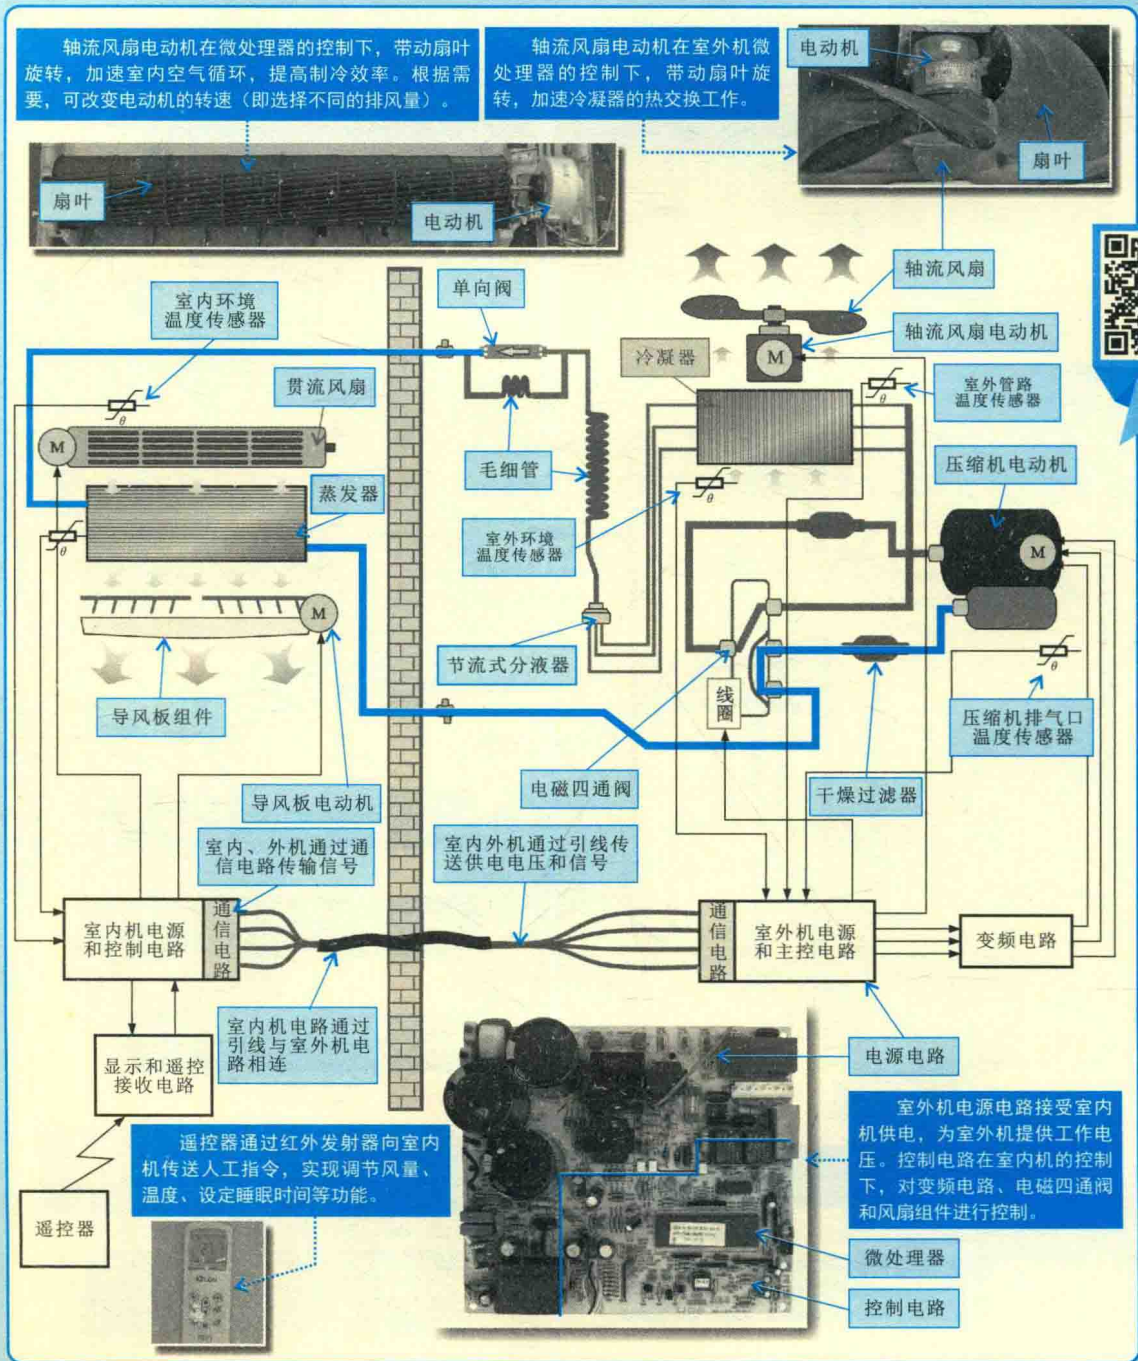 轴流风扇电动机在微处理器的控制下，带动扇叶
旋转，加速室内空气循环，提高制冷效率。根据需
要，可改变电动机的转速（即选择不同的排风量）。
轴流风扇电动机在室外机微
处理器的控制下，带动扇叶旋
转，加速冷凝器的热交换工作。
电动机
扇叶
扇叶
电动机
轴流风扇
单向阀
室内环境
温度传感器
轴流风扇电动机
冷凝器
M
室外管路
温度传感器
θ
贯流风扇
θ
M
毛细管
压缩机电动机
蒸发器
θ
室外环境
温度传感器
θ
M
M
节流式分液器
θ
线
圈
导风板组件
压缩机排气口
温度传感器
电磁四通阀
干燥过滤器
导风板电动机
室内、外机通过通
信电路传输信号
室内外机通过引线传
送供电电压和信号
室内机电源
和控制电路
通
信
电
路
通
信
电
路
室外机电源
和主控电路
变频电路
室内机电路通过
引线与室外机电
路相连
显示和遥控
接收电路
电源电路
室外机电源电路接受室内
机供电，为室外机提供工作电
压。控制电路在室内机的控制
下，对变频电路、电磁四通阀
和风扇组件进行控制。
遥控器通过红外发射器向室内
机传送人工指令，实现调节风量、
温度、设定睡眠时间等功能。
遥控器
微处理器
控制电路